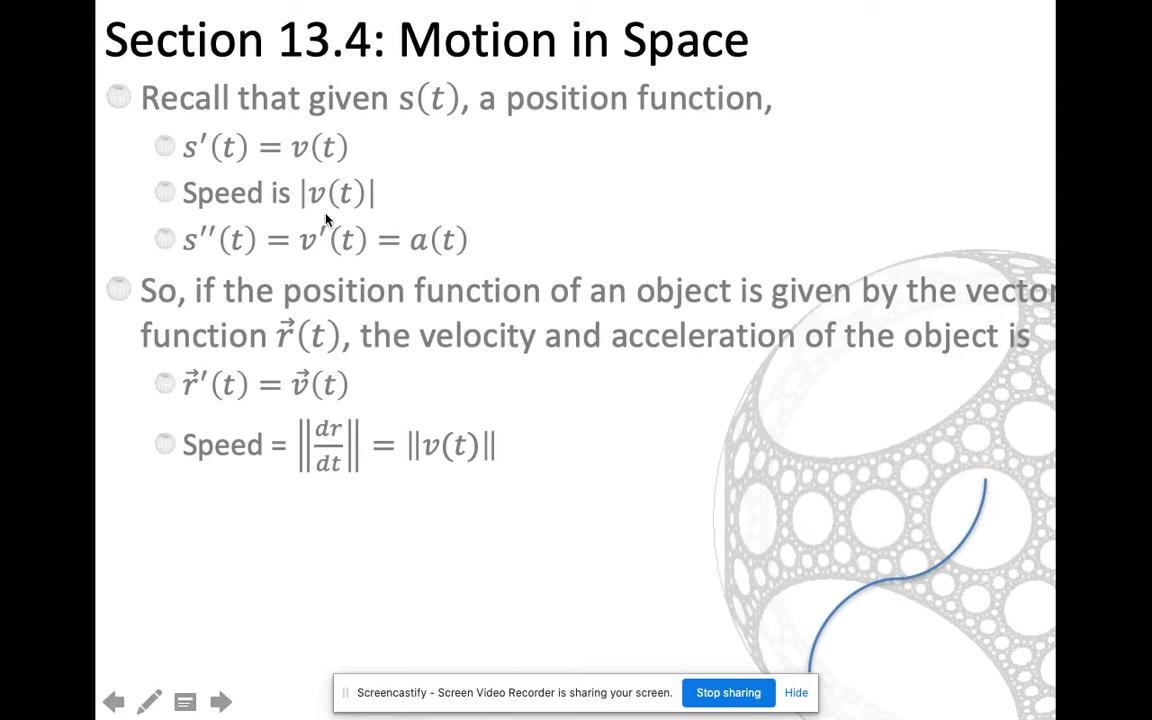 Section 13.4: Motion in Space
Recall that given s(t), a position function,
s′(t) = v(t)
Speed is |v(t)|
s′′(t) = v′(t) = a(t)
So, if the position function of an object is given by the vector
function r⃗(t), the velocity and acceleration of the object is
r⃗′(t) = v⃗(t)
Speed = ‖dr/dt‖ = ‖v(t)‖
Screencastify - Screen Video Recorder is sharing your screen. Stop sharing Hide